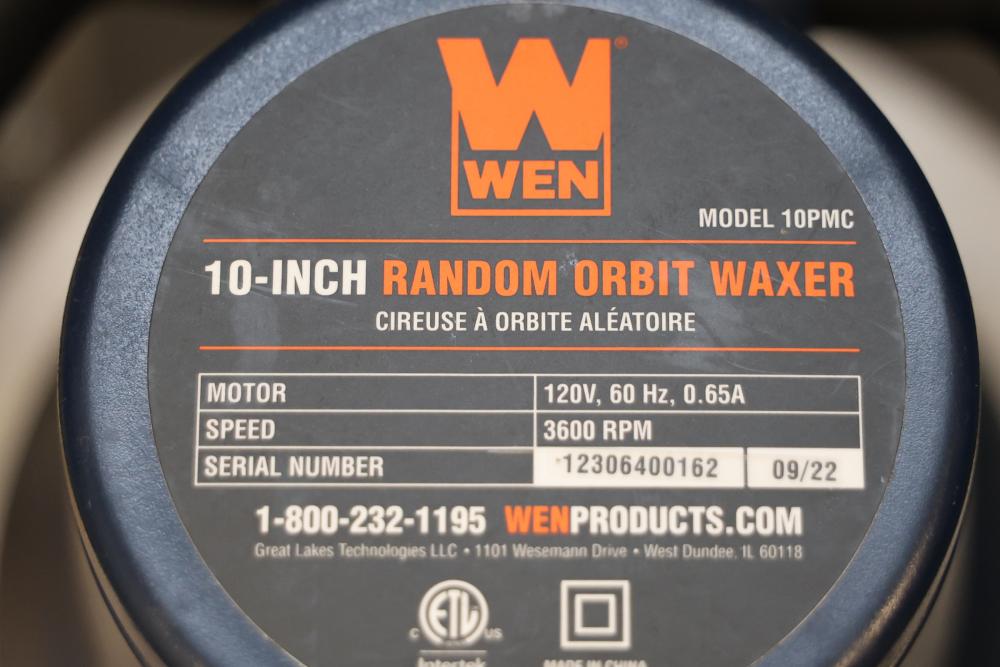 W®
WEN
MODEL 10PMC
10-INCH RANDOM ORBIT WAXER
CIREUSE À ORBITE ALÉATOIRE
MOTOR 120V, 60 Hz, 0.65A
SPEED 3600 RPM
SERIAL NUMBER 12306400162 09/22
1-800-232-1195 WENPRODUCTS.COM
Great Lakes Technologies LLC • 1101 Wesemann Drive • West Dundee, IL 60118
C ETL US
Intertek
MADE IN CHINA